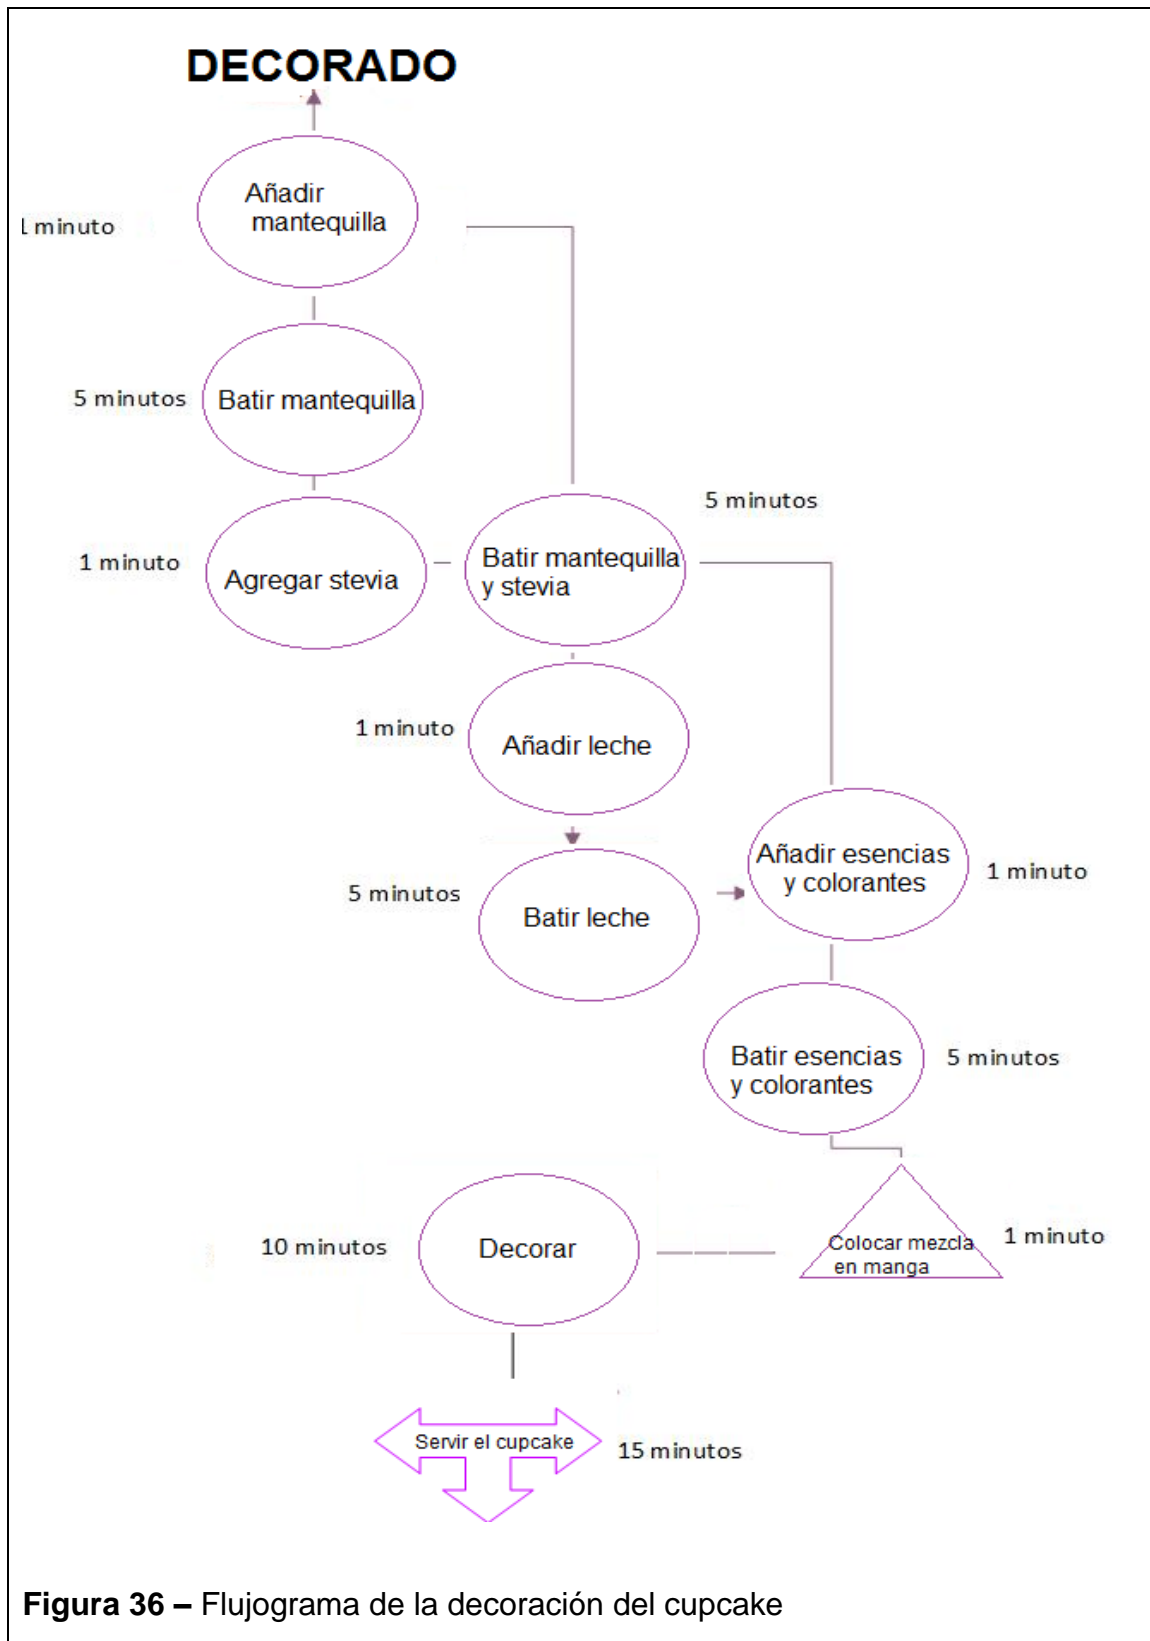 DECORADO
Añadir
mantequilla
1 minuto
5 minutos
Batir mantequilla
1 minuto
Agregar stevia
Batir mantequilla
y stevia
5 minutos
1 minuto
Añadir leche
5 minutos
Batir leche
Añadir esencias
y colorantes
1 minuto
Batir esencias
y colorantes
5 minutos
Colocar mezcla
en manga
1 minuto
10 minutos
Decorar
Servir el cupcake
15 minutos
Figura 36 – Flujograma de la decoración del cupcake